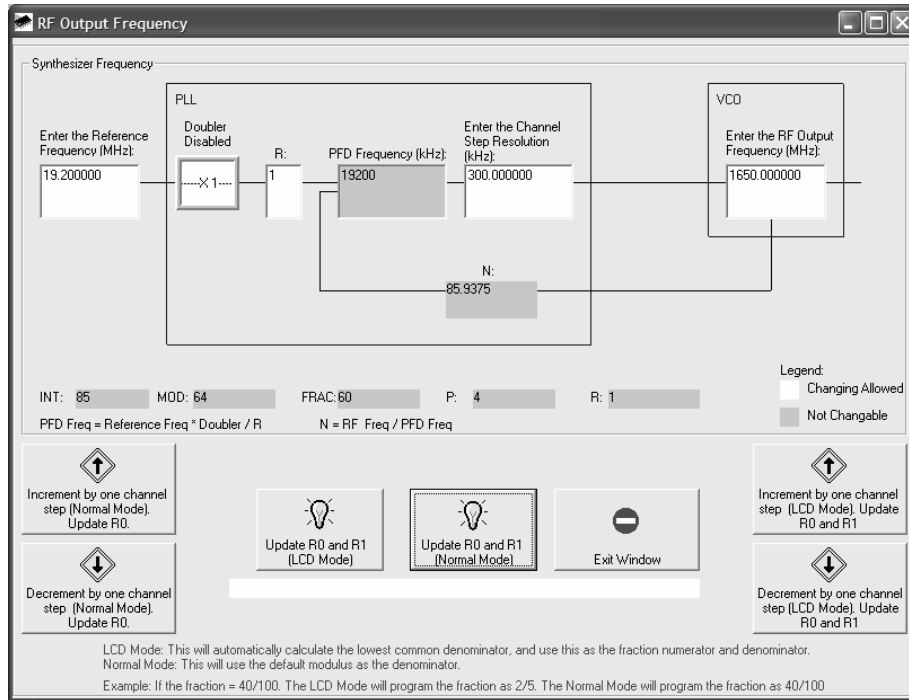 RF Output Frequency
Synthesizer Frequency
PLL
VCO
Enter the Reference
Frequency (MHz):
19.200000
Doubler
Disabled
-----X 1----
R:
1
PFD Frequency (kHz):
19200
Enter the Channel
Step Resolution
(kHz):
300.000000
Enter the RF Output
Frequency (MHz):
1650.000000
N:
85.9375
INT: 85 MOD: 64 FRAC: 60 P: 4 R: 1
PFD Freq = Reference Freq * Doubler / R N = RF Freq / PFD Freq
Legend:
Changing Allowed
Not Changable
Increment by one channel
step (Normal Mode).
Update R0.
Decrement by one channel
step (Normal Mode).
Update R0.
Update R0 and R1
(LCD Mode)
Update R0 and R1
(Normal Mode)
Exit Window
Increment by one channel
step (LCD Mode). Update
R0 and R1
Decrement by one channel
step (LCD Mode). Update
R0 and R1
LCD Mode: This will automatically calculate the lowest common denominator, and use this as the fraction numerator and denominator.
Normal Mode: This will use the default modulus as the denominator.
Example: If the fraction = 40/100. The LCD Mode will program the fraction as 2/5. The Normal Mode will program the fraction as 40/100